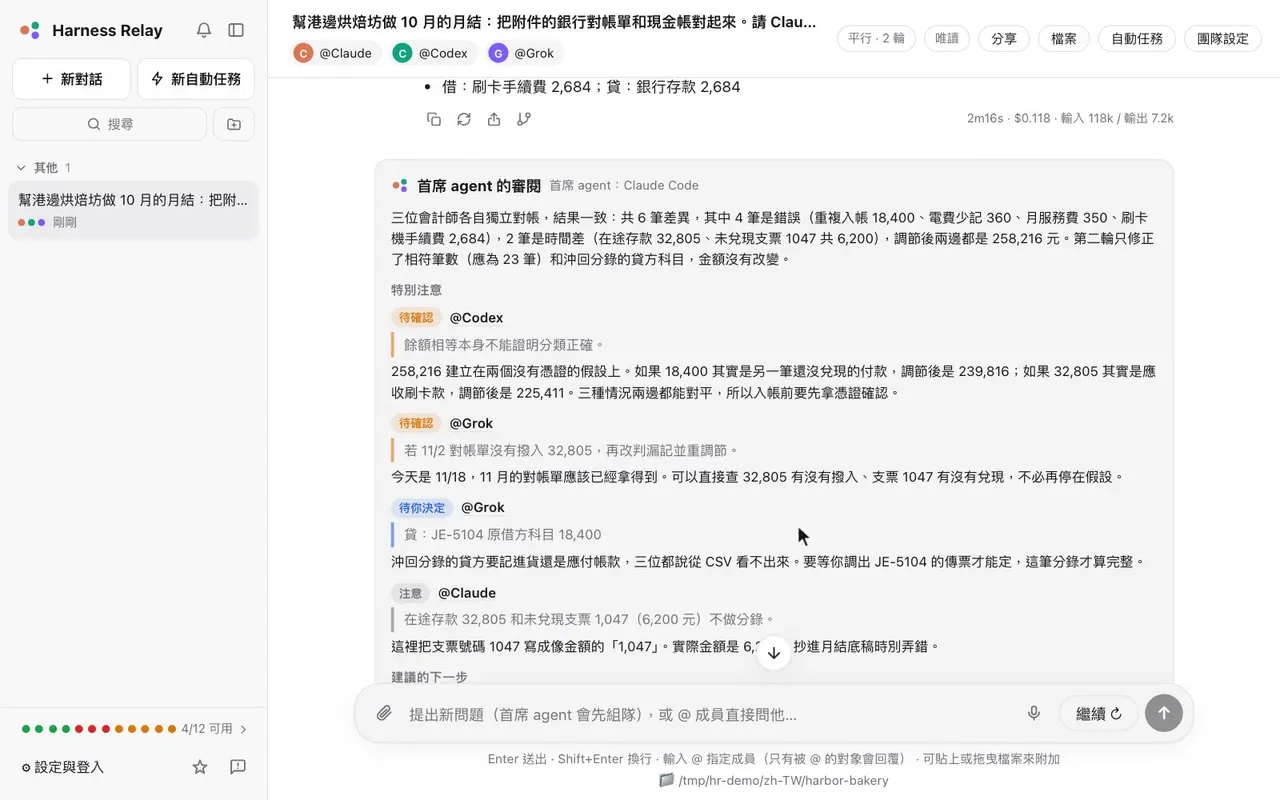 Harness Relay
+ 新對話
新自動任務
搜尋
其他 1
幫港邊烘焙坊做 10 月的月結：把附...
剛剛
4/12 可用
設定與登入
幫港邊烘焙坊做 10 月的月結：把附件的銀行對帳單和現金帳對起來。請 Clau...
C @Claude C @Codex G @Grok
平行 · 2 輪
唯讀
分享
檔案
自動任務
團隊設定
• 借：刷卡手續費 2,684；貸：銀行存款 2,684
2m16s · $0.118 · 輸入 118k / 輸出 7.2k
首席 agent 的審閱 首席 agent：Claude Code
三位會計師各自獨立對帳，結果一致：共 6 筆差異，其中 4 筆是錯誤（重複入帳 18,400、電費少記 360、月服務費 350、刷卡
機手續費 2,684），2 筆是時間差（在途存款 32,805、未兌現支票 1047 共 6,200），調節後兩邊都是 258,216 元。第二輪只修正
了相符筆數（應為 23 筆）和沖回分錄的貸方科目，金額沒有改變。
特別注意
待確認 @Codex
餘額相等本身不能證明分類正確。
258,216 建立在兩個沒有憑證的假設上。如果 18,400 其實是另一筆還沒兌現的付款，調節後是 239,816；如果 32,805 其實是應
收刷卡款，調節後是 225,411。三種情況兩邊都能對平，所以入帳前要先拿憑證確認。
待確認 @Grok
若 11/2 對帳單沒有撥入 32,805，再改判漏記並重調節。
今天是 11/18，11 月的對帳單應該已經拿得到。可以直接查 32,805 有沒有撥入、支票 1047 有沒有兌現，不必再停在假設。
待你決定 @Grok
貸：JE-5104 原借方科目 18,400
沖回分錄的貸方要記進貨還是應付帳款，三位都說從 CSV 看不出來。要等你調出 JE-5104 的傳票才能定，這筆分錄才算完整。
注意 @Claude
在途存款 32,805 和未兌現支票 1,047（6,200 元）不做分錄。
這裡把支票號碼 1047 寫成像金額的「1,047」。實際金額是 6, 抄進月結底稿時別弄錯。
建議的下一步
提出新問題（首席 agent 會先組隊），或 @ 成員直接問他...
繼續
Enter 送出 · Shift+Enter 換行 · 輸入 @ 指定成員（只有被 @ 的對象會回覆） · 可貼上或拖曳檔案來附加
/tmp/hr-demo/zh-TW/harbor-bakery